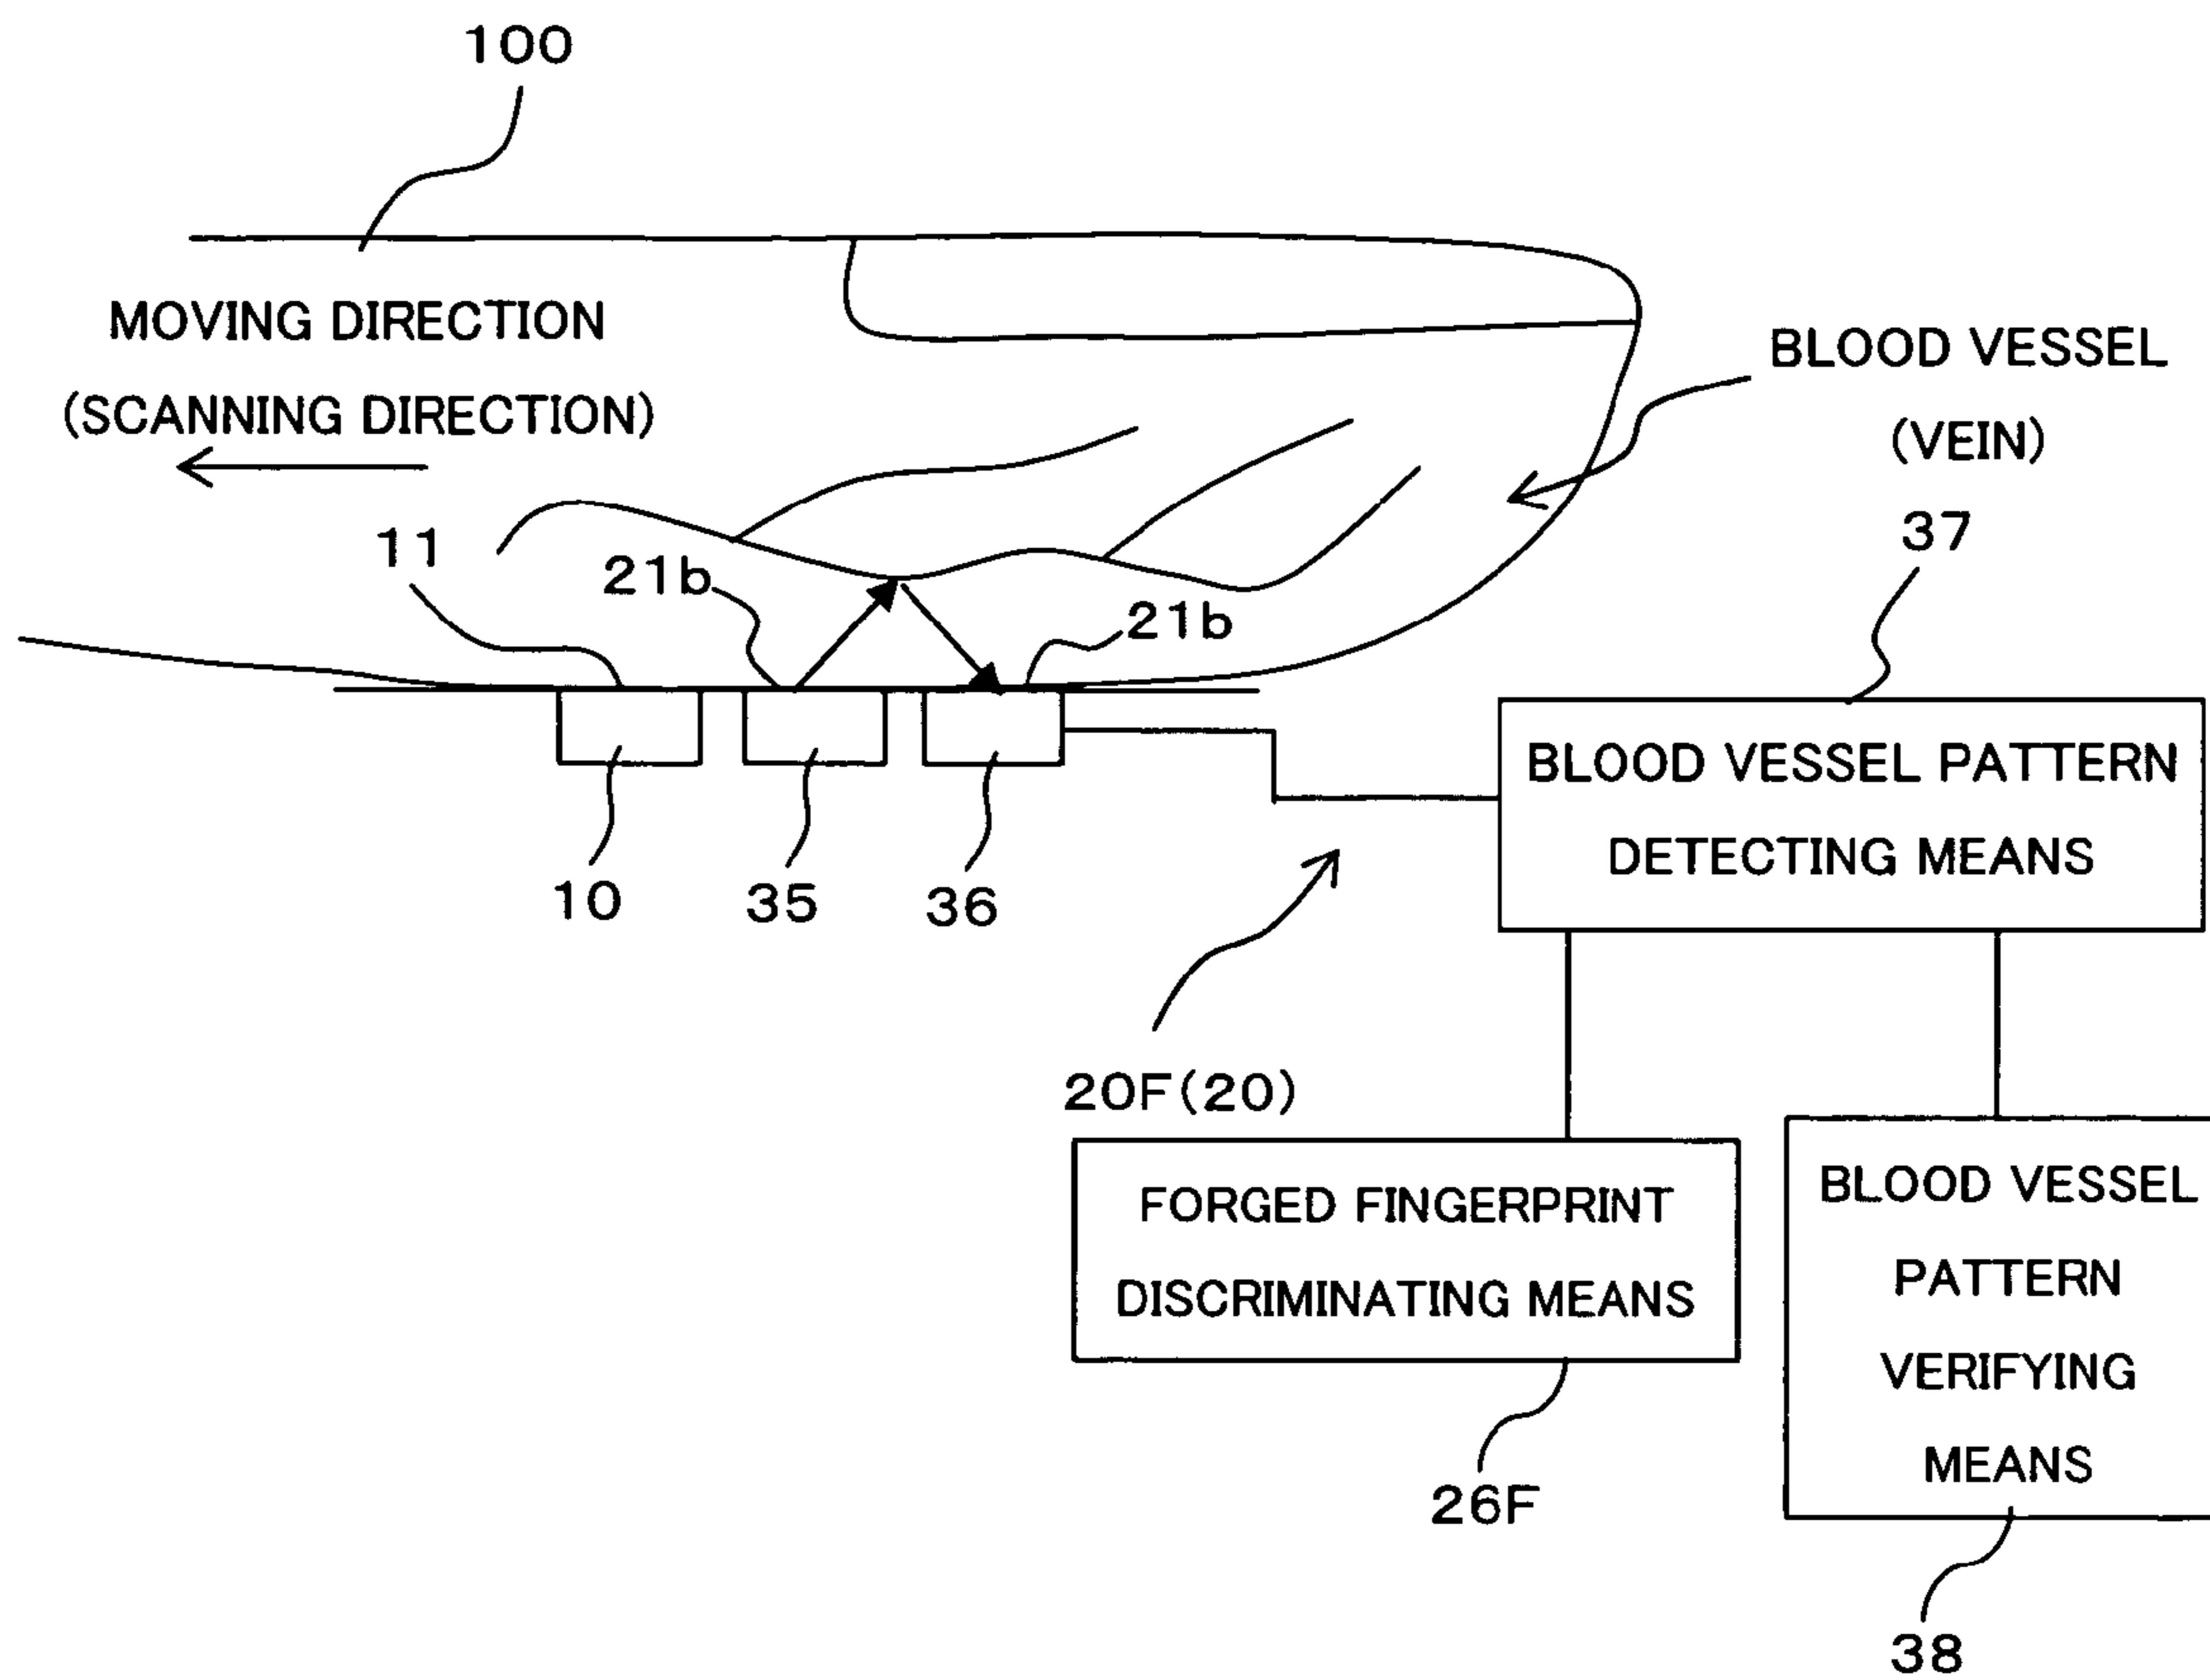 100
MOVING DIRECTION
(SCANNING DIRECTION)
BLOOD VESSEL
(VEIN)
37
11
21b
21b
BLOOD VESSEL PATTERN
DETECTING MEANS
10
35
36
20F(20)
FORGED FINGERPRINT
DISCRIMINATING MEANS
26F
BLOOD VESSEL
PATTERN
VERIFYING
MEANS
38